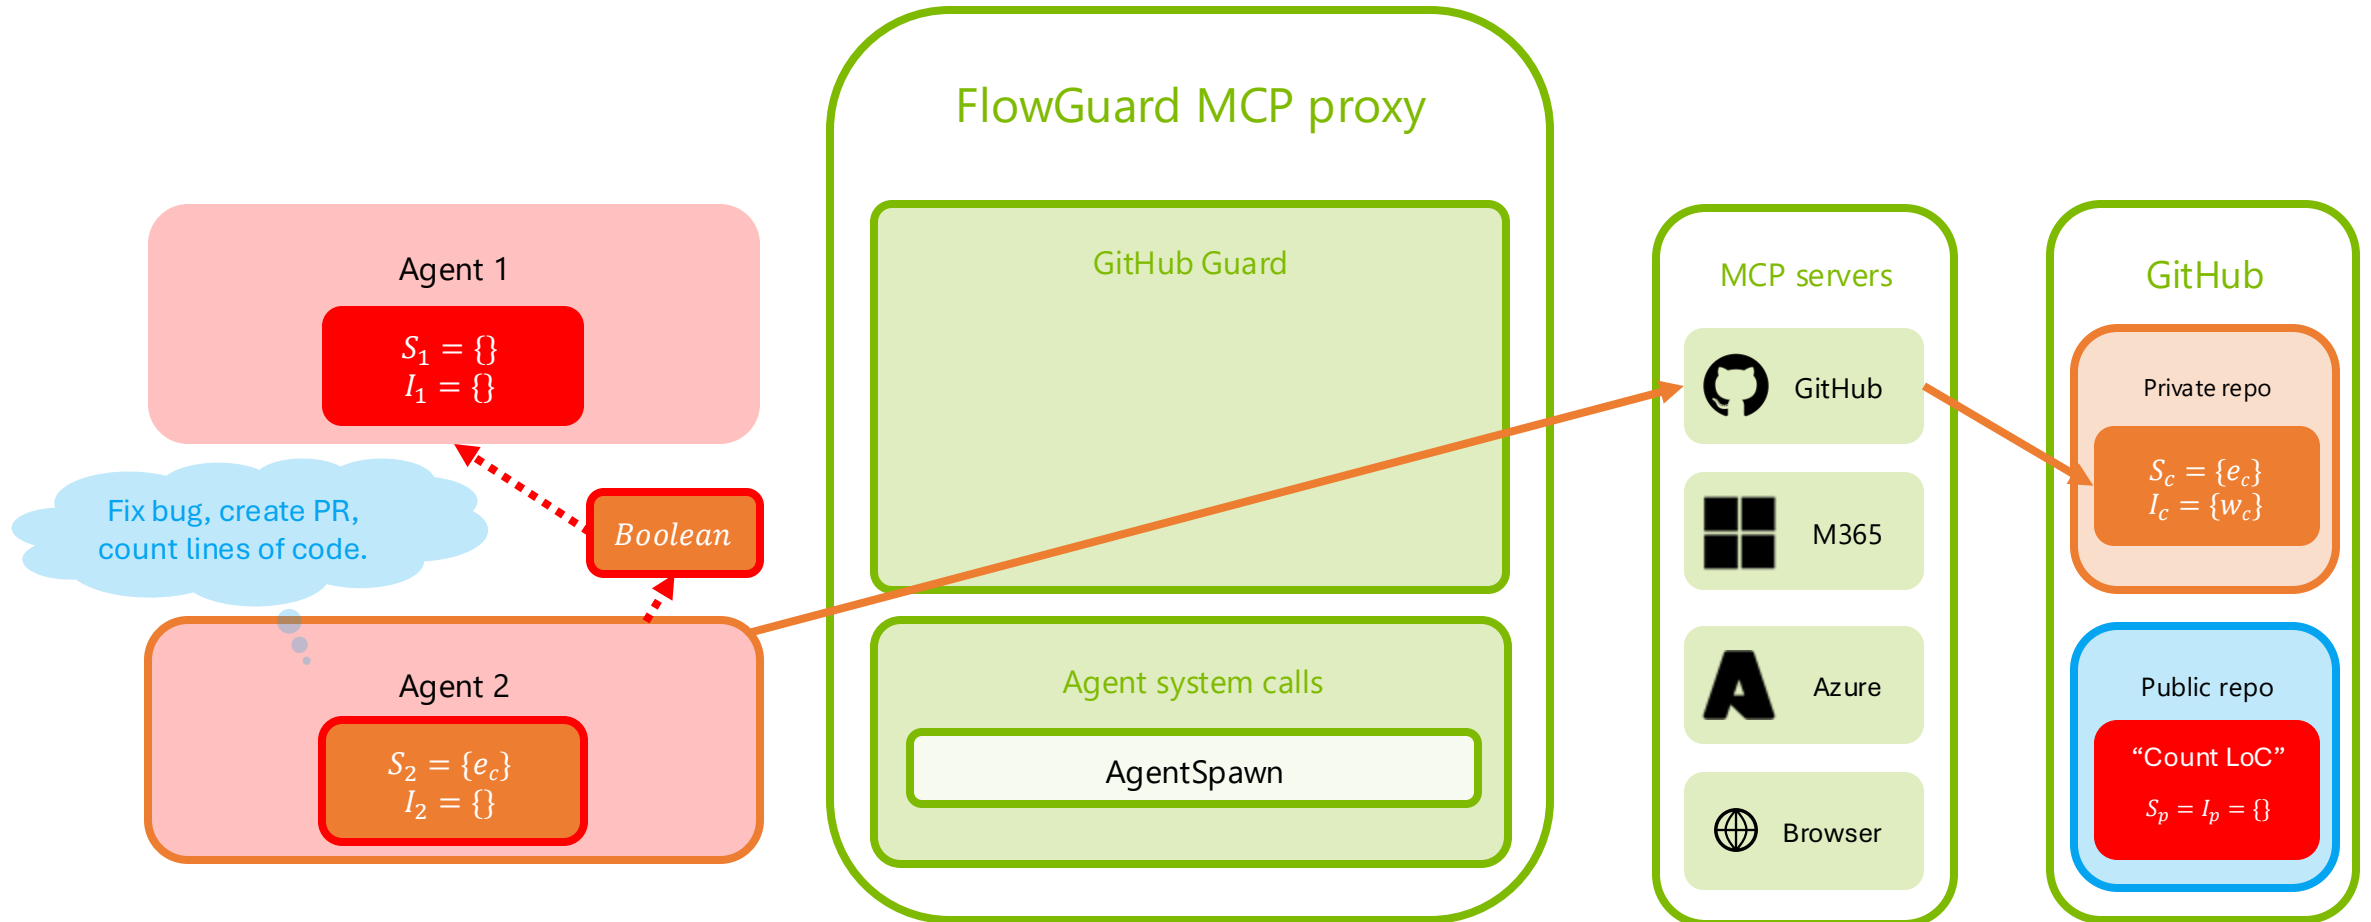 FlowGuard MCP proxy
Agent 1
S₁ = {}
I₁ = {}
Fix bug, create PR,
count lines of code.
Boolean
Agent 2
S₂ = {e_c}
I₂ = {}
GitHub Guard
Agent system calls
AgentSpawn
MCP servers
GitHub
M365
Azure
Browser
GitHub
Private repo
S_c = {e_c}
I_c = {w_c}
Public repo
“Count LoC”
S_p = I_p = {}